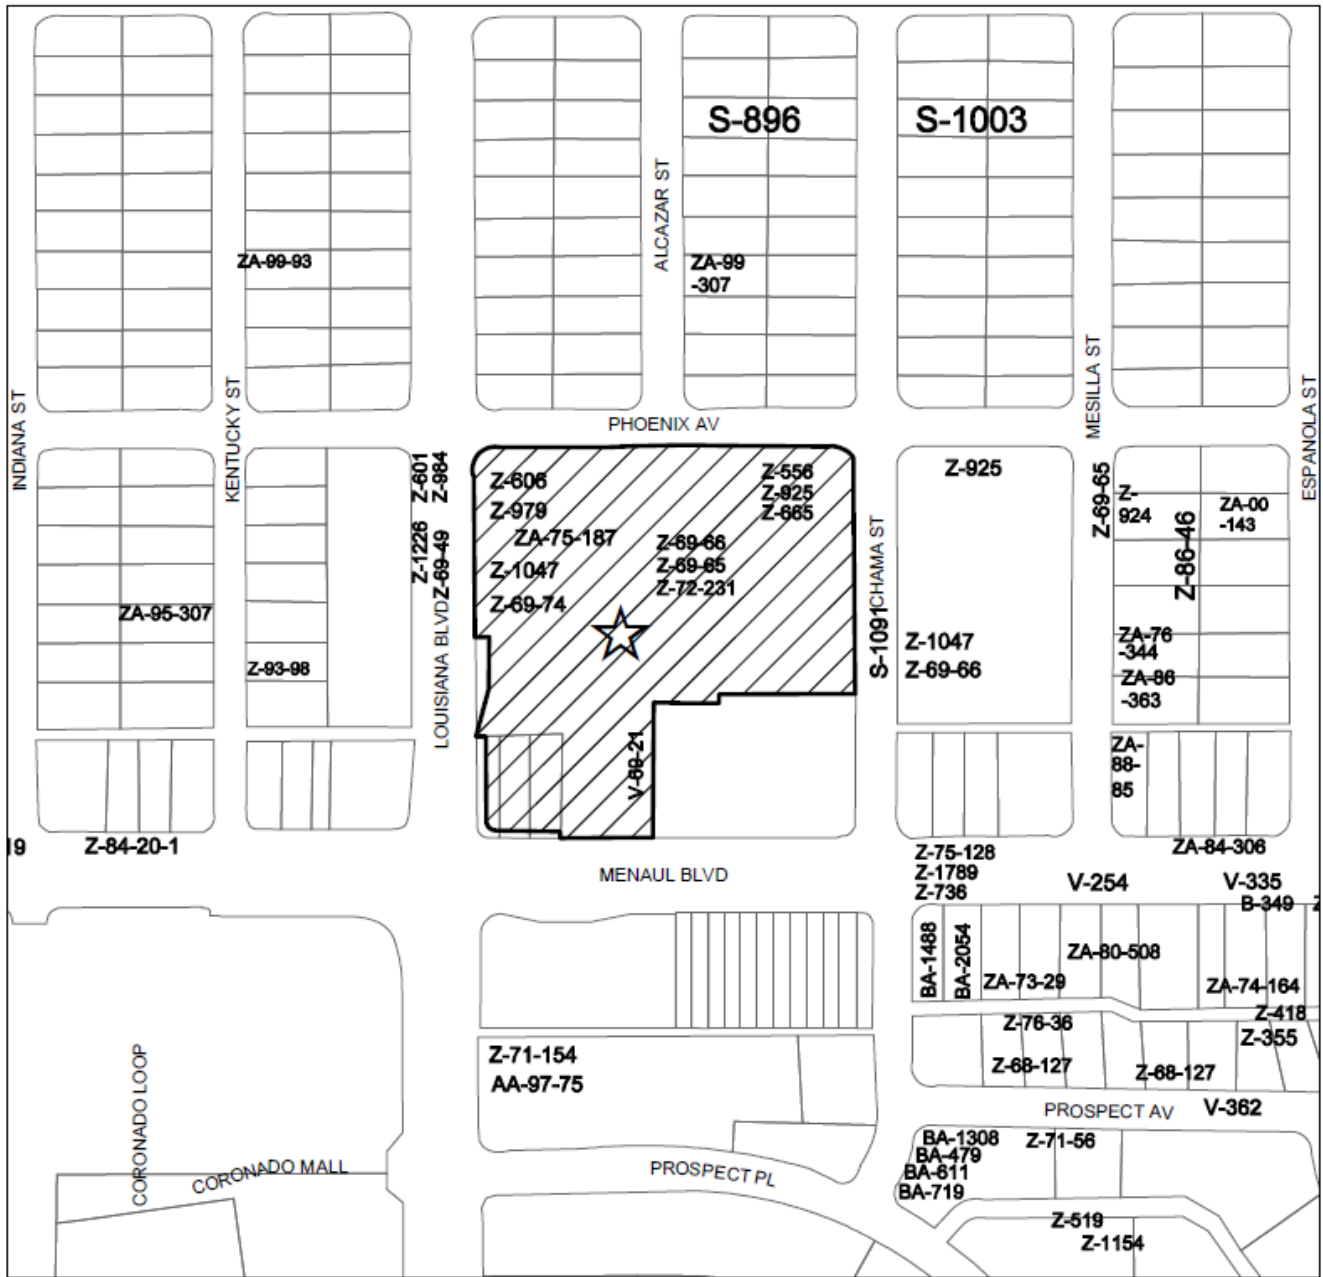 S-896
S-1003
ALCAZAR ST
ZA-99-93
ZA-99
-307
INDIANA ST
KENTUCKY ST
MESILLA ST
ESPANOLA ST
PHOENIX AV
Z-601
Z-984
Z-1226
Z-69-49
LOUISIANA BLVD
Z-606
Z-979
ZA-75-187
Z-1047
Z-69-74
Z-556
Z-925
Z-665
Z-69-66
Z-69-65
Z-72-231
V-69-21
CHAMA ST
S-1091
Z-925
Z-1047
Z-69-66
Z-69-65
Z-
924
ZA-00
-143
Z-86-46
ZA-76
-344
ZA-86
-363
ZA-95-307
Z-93-98
ZA-
88-
85
19
Z-84-20-1
MENAUL BLVD
Z-75-128
Z-1789
Z-736
ZA-84-306
V-254
V-335
B-349
BA-1488
BA-2054
ZA-80-508
ZA-73-29
ZA-74-164
Z-418
Z-76-36
Z-355
Z-68-127
Z-68-127
Z-71-154
AA-97-75
CORONADO LOOP
CORONADO MALL
PROSPECT PL
PROSPECT AV
V-362
BA-1308
BA-479
BA-611
BA-719
Z-71-56
Z-519
Z-1154